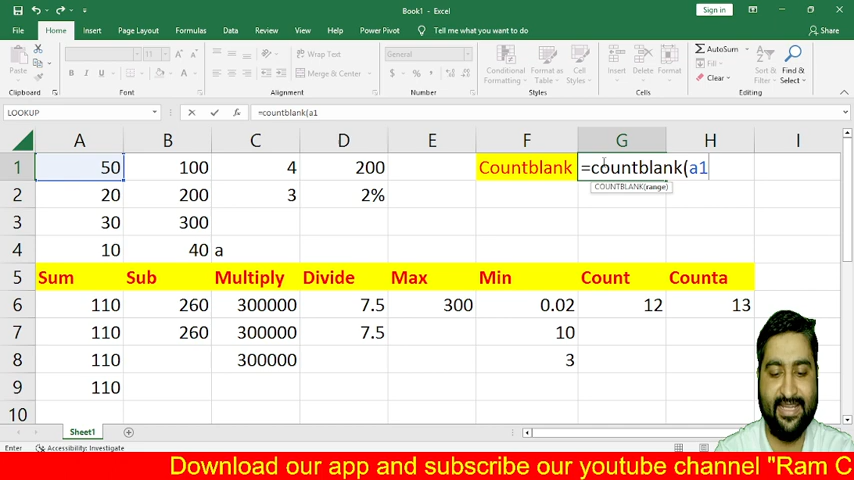 Book1 - Excel
Sign in
File Home Insert Draw Page Layout Formulas Data Review View Help Power Pivot Tell me what you want to do Share
Paste
B I U A
Wrap Text
Merge & Center
General
$ % ,
Conditional Formatting
Format as Table
Cell Styles
Insert Delete Format
AutoSum
Clear
Sort & Filter
Find & Select
Clipboard Font Alignment Number Styles Cells Editing
LOOKUP =countblank(a1
A B C D E F G H I
1 50 100 4 200 Countblank =countblank(a1
COUNTBLANK(range)
2 20 200 3 2%
3 30 300
4 10 40 a
5 Sum Sub Multiply Divide Max Min Count Counta
6 110 260 300000 7.5 300 0.02 12 13
7 110 260 300000 7.5 10
8 110 300000 3
9 110
10
Sheet1
Enter Accessibility: Investigate
Download our app and subscribe our youtube channel "Ram C